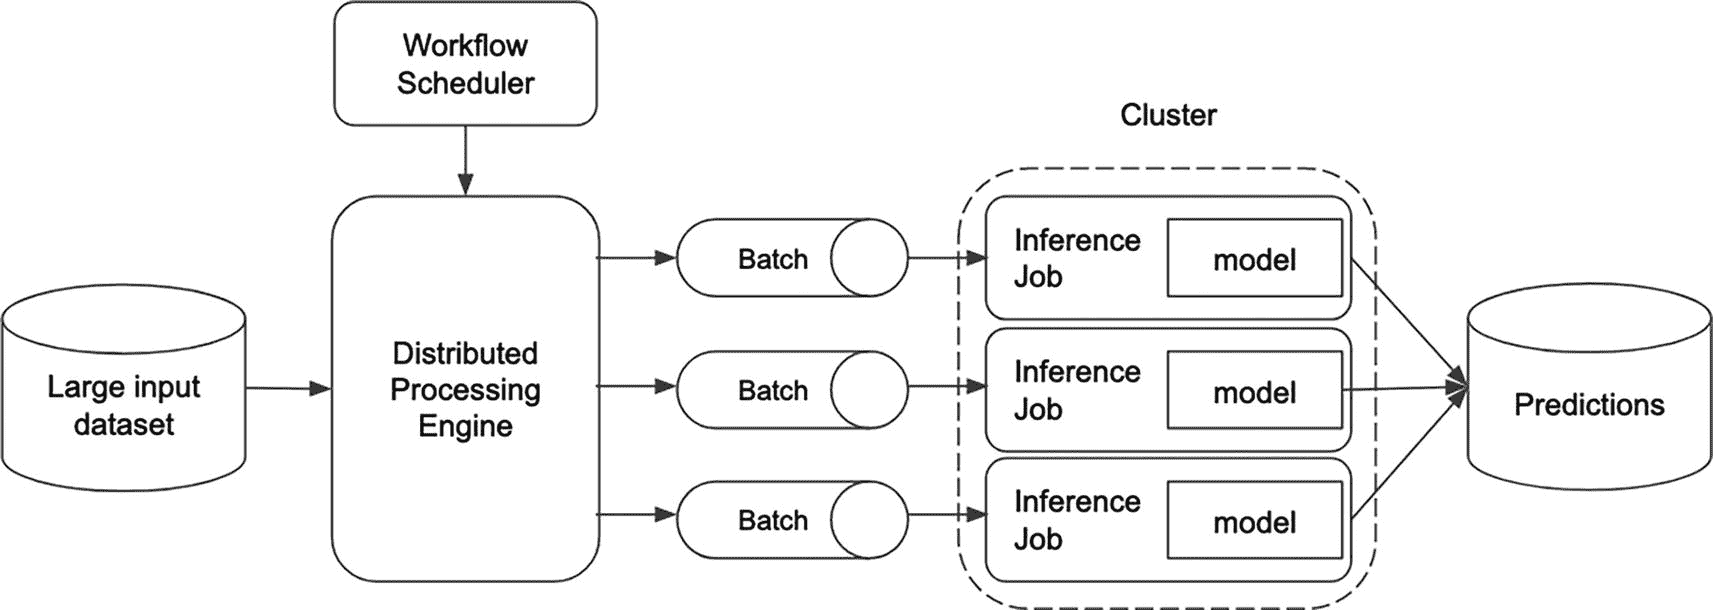 Workflow
Scheduler
Cluster
Large input
dataset
Distributed
Processing
Engine
Batch
Batch
Batch
Inference
Job
model
Inference
Job
model
Inference
Job
model
Predictions